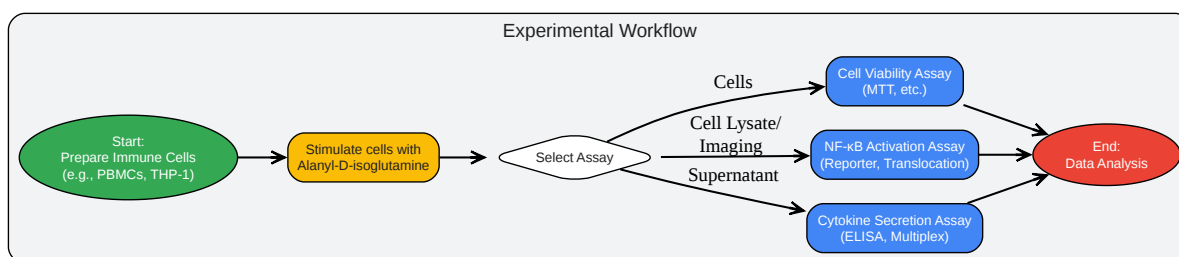 Experimental Workflow
Start:
Prepare Immune Cells
(e.g., PBMCs, THP-1)
Stimulate cells with
Alanyl-D-isoglutamine
Select Assay
Cells
Cell Lysate/
Imaging
Supernatant
Cell Viability Assay
(MTT, etc.)
NF-κB Activation Assay
(Reporter, Translocation)
Cytokine Secretion Assay
(ELISA, Multiplex)
End:
Data Analysis